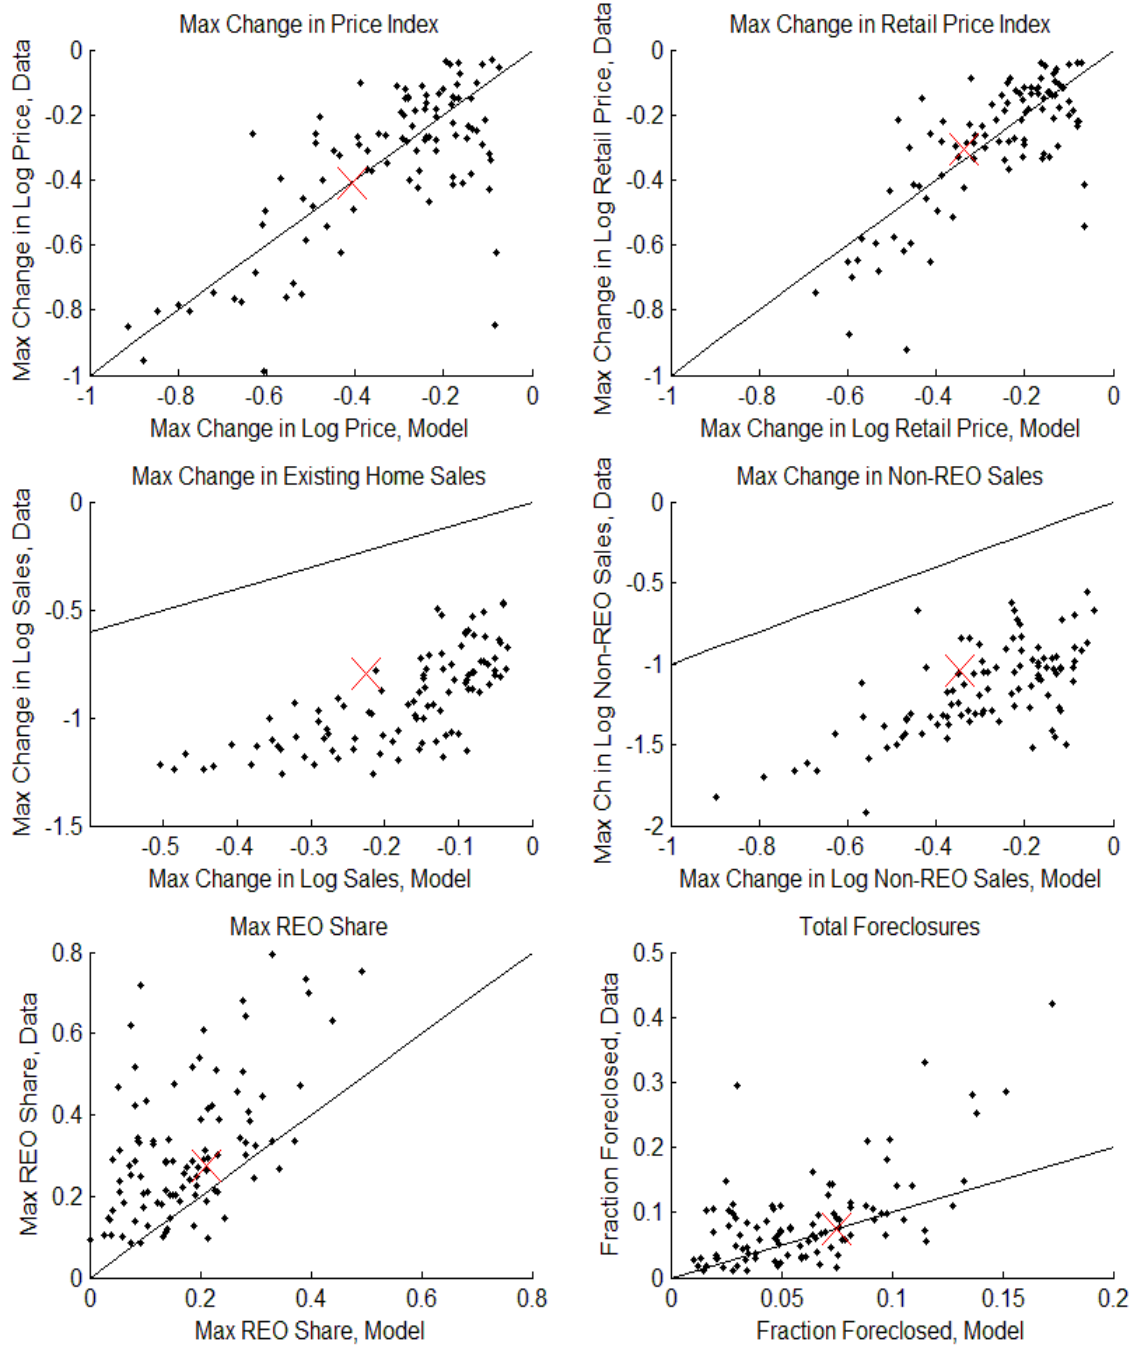 Max Change in Price Index
Max Change in Log Price, Data
0
-0.2
-0.4
-0.6
-0.8
-1
-1 -0.8 -0.6 -0.4 -0.2 0
Max Change in Log Price, Model
Max Change in Retail Price Index
Max Change in Log Retail Price, Data
0
-0.2
-0.4
-0.6
-0.8
-1
-1 -0.8 -0.6 -0.4 -0.2 0
Max Change in Log Retail Price, Model
Max Change in Existing Home Sales
Max Change in Log Sales, Data
0
-0.5
-1
-1.5
-0.5 -0.4 -0.3 -0.2 -0.1 0
Max Change in Log Sales, Model
Max Change in Non-REO Sales
Max Ch in Log Non-REO Sales, Data
0
-0.5
-1
-1.5
-2
-1 -0.8 -0.6 -0.4 -0.2 0
Max Change in Log Non-REO Sales, Model
Max REO Share
Max REO Share, Data
0.8
0.6
0.4
0.2
0
0 0.2 0.4 0.6 0.8
Max REO Share, Model
Total Foreclosures
Fraction Foreclosed, Data
0.5
0.4
0.3
0.2
0.1
0
0 0.05 0.1 0.15 0.2
Fraction Foreclosed, Model